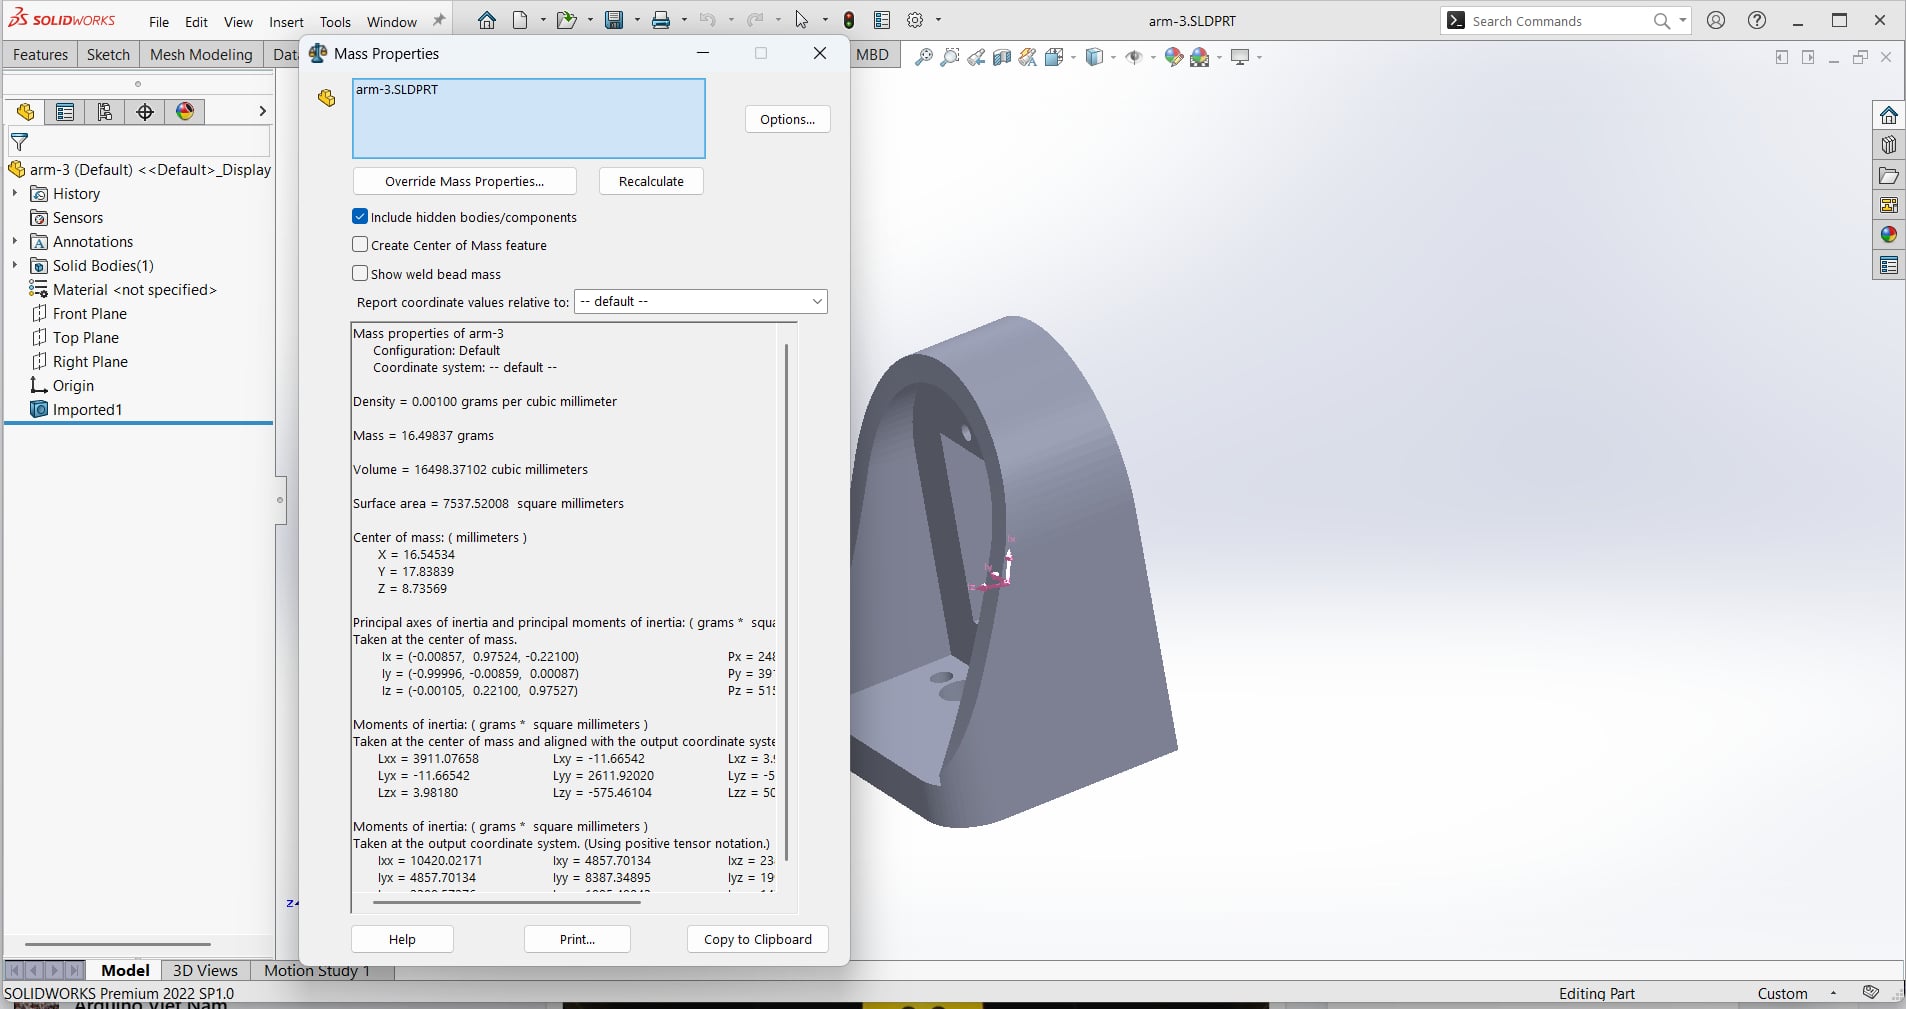 SOLIDWORKS File Edit View Insert Tools Window
arm-3.SLDPRT
Search Commands
Features Sketch Mesh Modeling Dat MBD
Mass Properties
arm-3.SLDPRT
Options...
Override Mass Properties... Recalculate
Include hidden bodies/components
Create Center of Mass feature
Show weld bead mass
Report coordinate values relative to: -- default --
arm-3 (Default) <<Default>_Display
History
Sensors
Annotations
Solid Bodies(1)
Material <not specified>
Front Plane
Top Plane
Right Plane
Origin
Imported1
Mass properties of arm-3
Configuration: Default
Coordinate system: -- default --
Density = 0.00100 grams per cubic millimeter
Mass = 16.49837 grams
Volume = 16498.37102 cubic millimeters
Surface area = 7537.52008 square millimeters
Center of mass: ( millimeters )
X = 16.54534
Y = 17.83839
Z = 8.73569
Principal axes of inertia and principal moments of inertia: ( grams * squa
Taken at the center of mass.
Ix = (-0.00857, 0.97524, -0.22100) Px = 248
Iy = (-0.99996, -0.00859, 0.00087) Py = 391
Iz = (-0.00105, 0.22100, 0.97527) Pz = 515
Moments of inertia: ( grams * square millimeters )
Taken at the center of mass and aligned with the output coordinate syste
Lxx = 3911.07658 Lxy = -11.66542 Lxz = 3.9
Lyx = -11.66542 Lyy = 2611.92020 Lyz = -5
Lzx = 3.98180 Lzy = -575.46104 Lzz = 50
Moments of inertia: ( grams * square millimeters )
Taken at the output coordinate system. (Using positive tensor notation.)
Ixx = 10420.02171 Ixy = 4857.70134 Ixz = 23
Iyx = 4857.70134 Iyy = 8387.34895 Iyz = 19
Help Print... Copy to Clipboard
Ix
Iy
Iz
z
Model 3D Views Motion Study 1
SOLIDWORKS Premium 2022 SP1.0
Editing Part Custom
Arduino Viet Nam